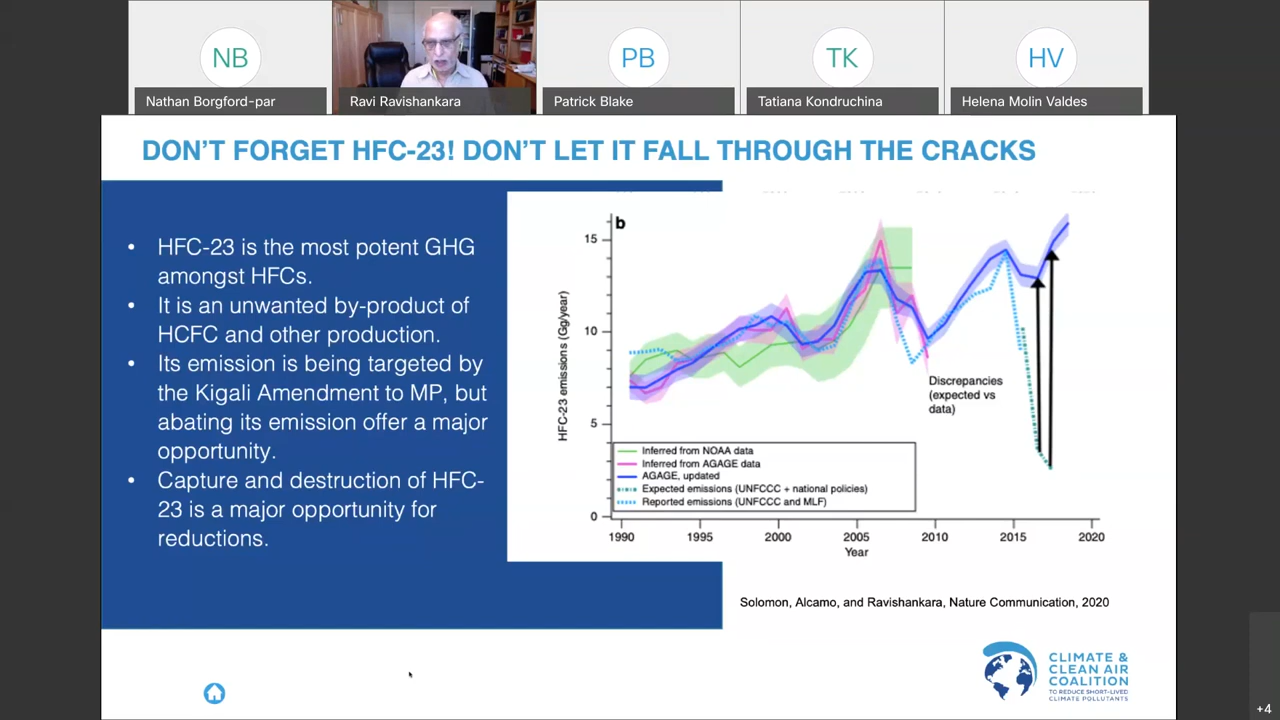 NB
PB
TK
HV
Nathan Borgford-par
Ravi Ravishankara
Patrick Blake
Tatiana Kondruchina
Helena Molin Valdes
DON'T FORGET HFC-23! DON'T LET IT FALL THROUGH THE CRACKS
• HFC-23 is the most potent GHG
amongst HFCs.
• It is an unwanted by-product of
HCFC and other production.
• Its emission is being targeted by
the Kigali Amendment to MP, but
abating its emission offer a major
opportunity.
• Capture and destruction of HFC-
23 is a major opportunity for
reductions.
b
HFC-23 emissions (Gg/year)
15
10
5
0
Discrepancies
(expected vs
data)
Inferred from NOAA data
Inferred from AGAGE data
AGAGE, updated
Expected emissions (UNFCCC + national policies)
Reported emissions (UNFCCC and MLF)
1990 1995 2000 2005 2010 2015 2020
Year
Solomon, Alcamo, and Ravishankara, Nature Communication, 2020
CLIMATE &
CLEAN AIR
COALITION
TO REDUCE SHORT-LIVED
CLIMATE POLLUTANTS
+4